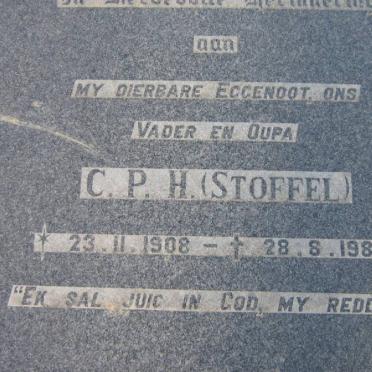 aan
MY DIERBARE EGGENOOT, ONS
VADER EN OUPA
C. P. H. (STOFFEL)
23.11.1908 – † 28.8.198
"EK SAL JUIG IN GOD, MY REDD